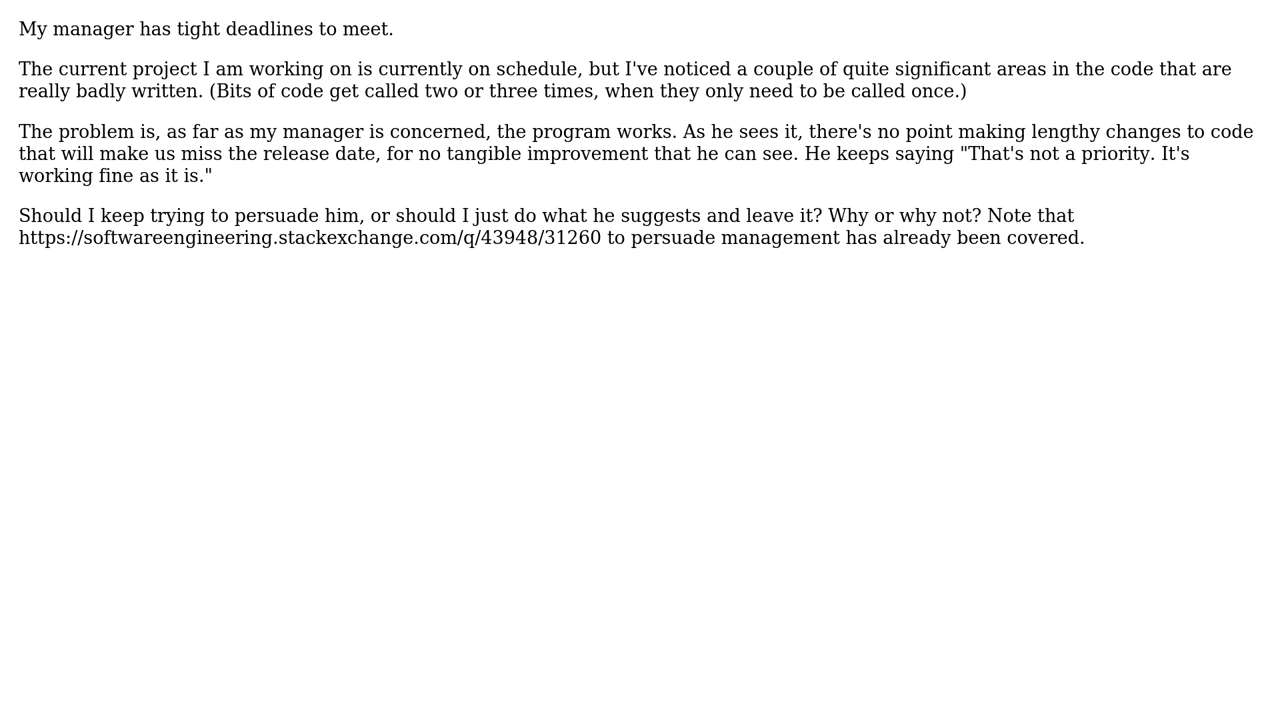 My manager has tight deadlines to meet.
The current project I am working on is currently on schedule, but I've noticed a couple of quite significant areas in the code that are
really badly written. (Bits of code get called two or three times, when they only need to be called once.)
The problem is, as far as my manager is concerned, the program works. As he sees it, there's no point making lengthy changes to code
that will make us miss the release date, for no tangible improvement that he can see. He keeps saying "That's not a priority. It's
working fine as it is."
Should I keep trying to persuade him, or should I just do what he suggests and leave it? Why or why not? Note that
https://softwareengineering.stackexchange.com/q/43948/31260 to persuade management has already been covered.